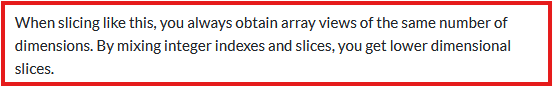 When slicing like this, you always obtain array views of the same number of
dimensions. By mixing integer indexes and slices, you get lower dimensional
slices.